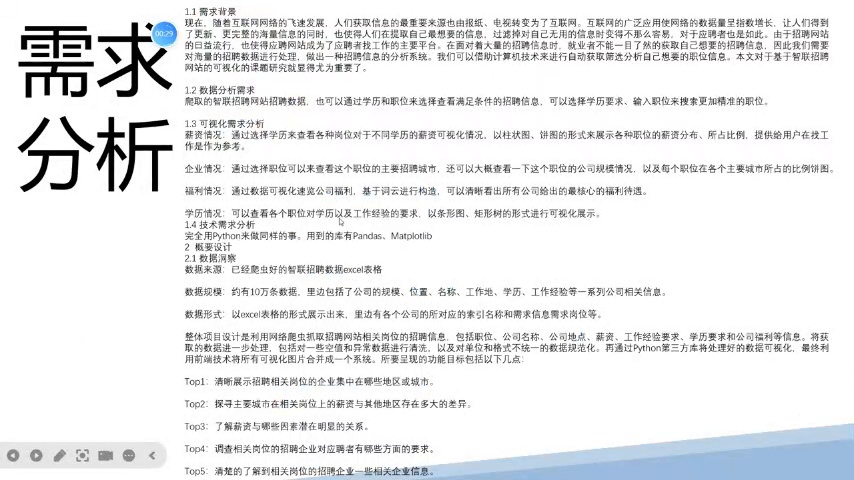 需求
分析
00:29
1.1 需求背景
现在，随着互联网网络的飞速发展，人们获取信息的最重要来源也由报纸、电视转变为了互联网。互联网的广泛应用使网络的数据量呈指数增长，让人们得到
了更新、更完整的海量信息的同时，也使得人们在提取自己最想要的信息，过滤掉对自己无用的信息时变得不那么容易，对于应聘者也是如此。由于招聘网站
的日益流行，也使得应聘网站成为了应聘者找工作的主要平台。在面对着大量的招聘信息时，就业者不能一目了然的获取自己想要的招聘信息，因此我们需要
对海量的招聘数据进行处理，做出一种招聘信息的分析系统。我们可以借助计算机技术来进行自动获取筛选分析自己想要的职位信息。本文对于基于智联招聘
网站的可视化的课题研究就显得尤为重要了。
1.2 数据分析需求
爬取的智联招聘网站招聘数据，也可以通过学历和职位来选择查看满足条件的招聘信息，可以选择学历要求、输入职位来搜索更加精准的职位。
1.3 可视化需求分析
薪资情况：通过选择学历来查看各种岗位对于不同学历的薪资可视化情况，以柱状图、饼图的形式来展示各种职位的薪资分布、所占比例，提供给用户在找工
作是作为参考。
企业情况：通过选择职位可以来查看这个职位的主要招聘城市，还可以大概查看一下这个职位的公司规模情况，以及每个职位在各个主要城市所占的比例饼图。
福利情况：通过数据可视化速览公司福利，基于词云进行构造，可以清晰看出所有公司给出的最核心的福利待遇。
学历情况：可以查看各个职位对学历以及工作经验的要求，以条形图、矩形树的形式进行可视化展示。
1.4 技术需求分析
完全用Python来做同样的事。用到的库有Pandas、Matplotlib
2 概要设计
2.1 数据洞察
数据来源：已经爬虫好的智联招聘数据excel表格
数据规模：约有10万条数据，里边包括了公司的规模、位置、名称、工作地、学历、工作经验等一系列公司相关信息。
数据形式：以excel表格的形式展示出来，里边有各个公司的所对应的索引名称和需求信息需求岗位等。
整体项目设计是利用网络爬虫抓取招聘网站相关岗位的招聘信息，包括职位、公司名称、公司地点、薪资、工作经验要求、学历要求和公司福利等信息。将获
取的数据进一步处理，包括对一些空值和异常数据进行清洗，以及对单位和格式不统一的数据规范化。再通过Python第三方库将处理好的数据可视化，最终利
用前端技术将所有可视化图片合并成一个系统。所要呈现的功能目标包括以下几点：
Top1：清晰展示招聘相关岗位的企业集中在哪些地区或城市。
Top2：探寻主要城市在相关岗位上的薪资与其他地区存在多大的差异。
Top3：了解薪资与哪些因素潜在明显的关系。
Top4：调查相关岗位的招聘企业对应聘者有哪些方面的要求。
Top5：清楚的了解到相关岗位的招聘企业一些相关企业信息。